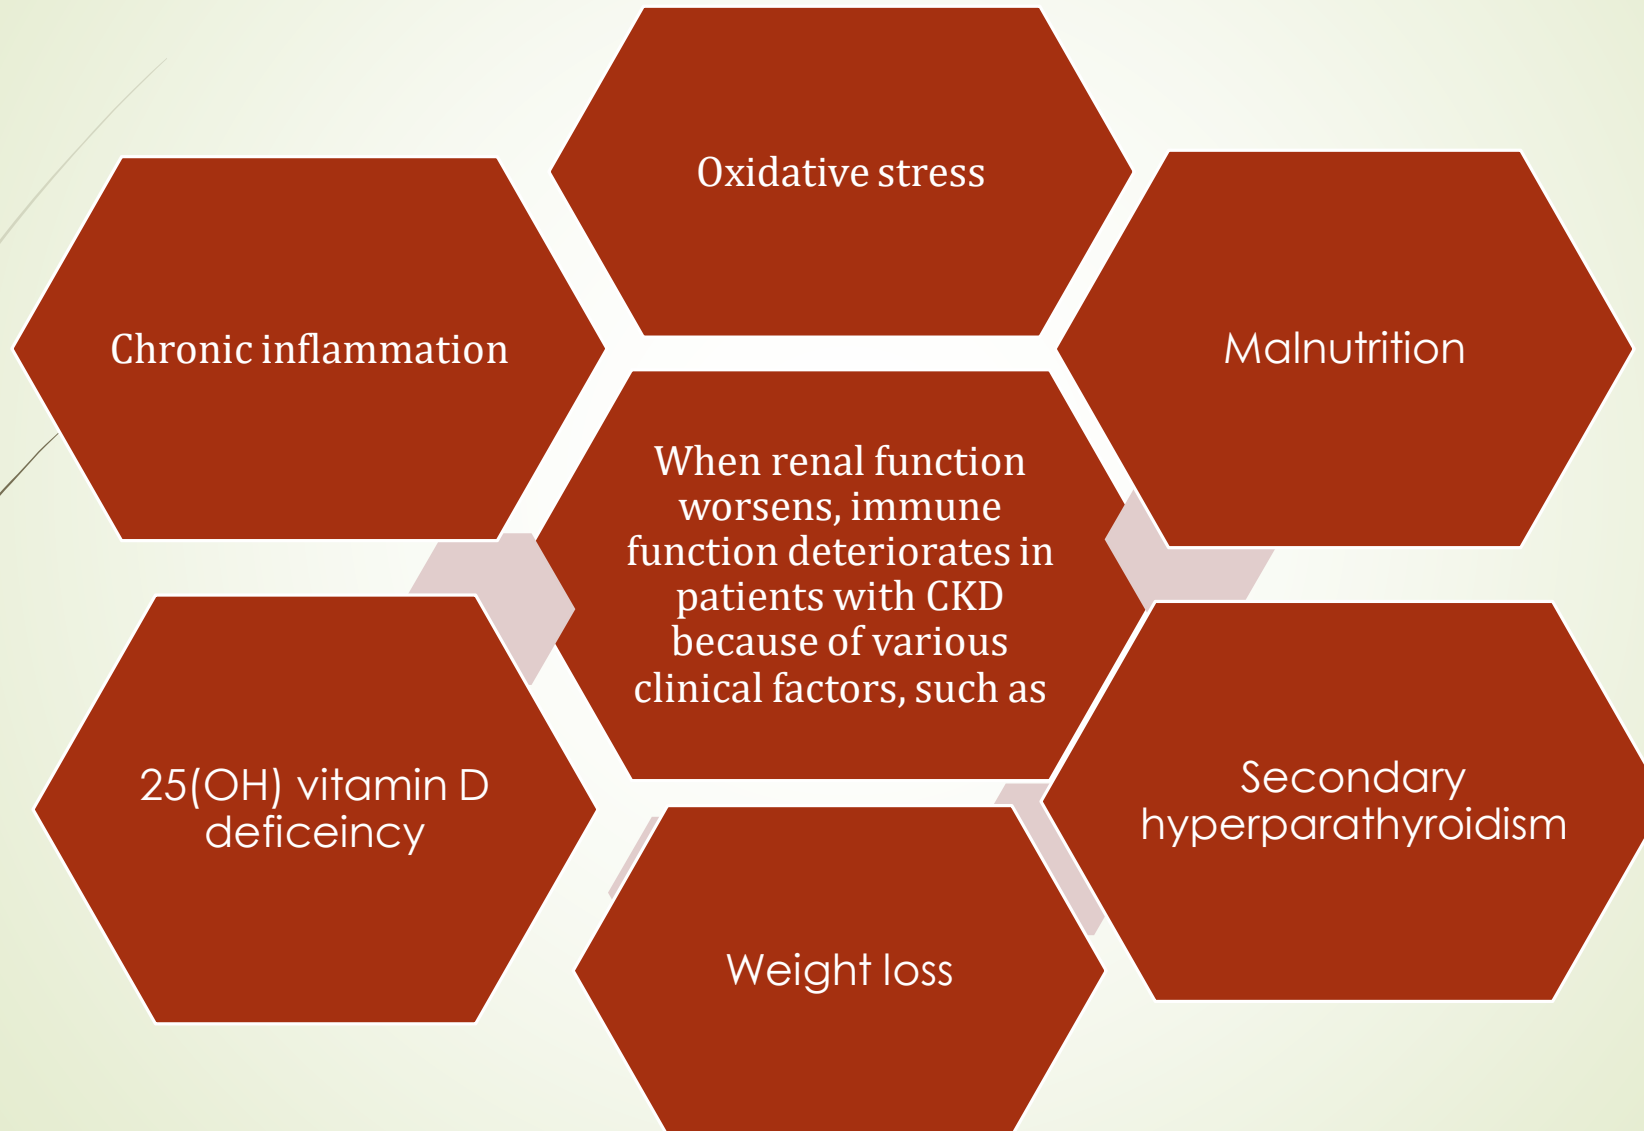 Oxidative stress
Chronic inflammation
Malnutrition
When renal function
worsens, immune
function deteriorates in
patients with CKD
because of various
clinical factors, such as
25(OH) vitamin D
deficeincy
Secondary
hyperparathyroidism
Weight loss